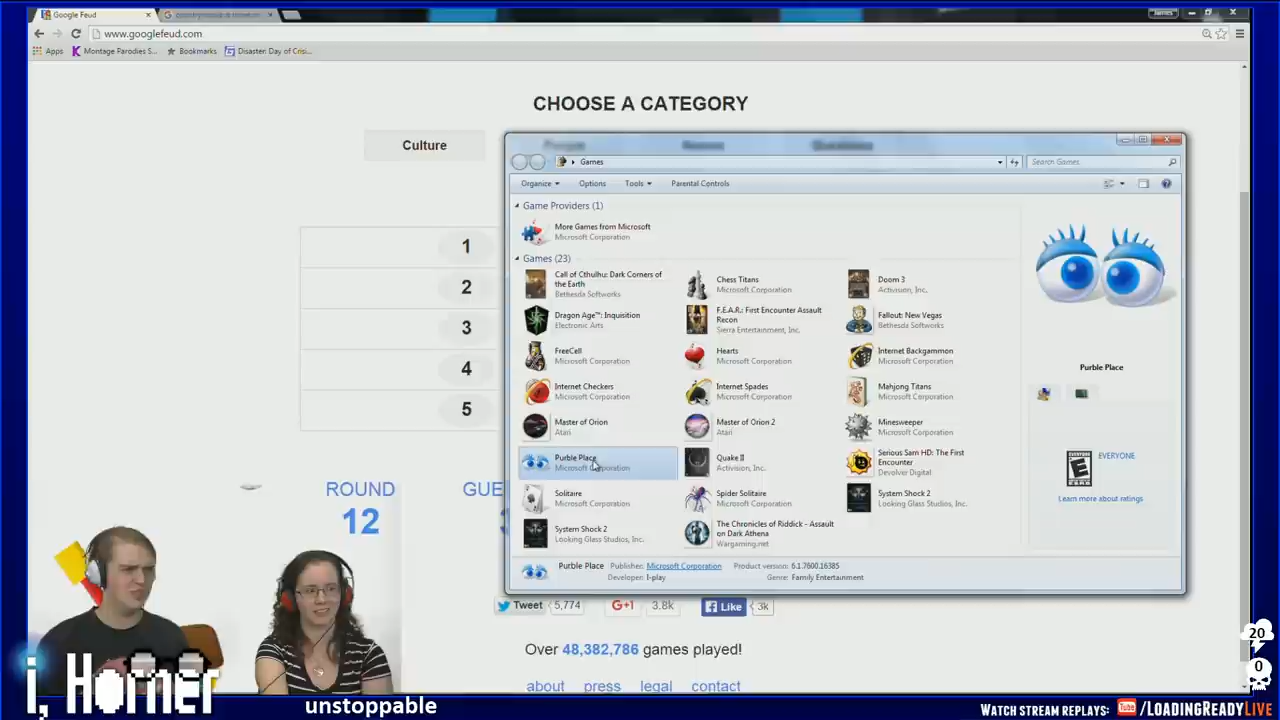 Google Feud
James
www.googlefeud.com
Apps
Montage Parodies S...
Bookmarks
Disaster: Day of Crisi...
CHOOSE A CATEGORY
Culture
Games
Search Games
Organize
Options
Tools
Parental Controls
Game Providers (1)
More Games from Microsoft
Microsoft Corporation
Games (23)
Call of Cthulhu: Dark Corners of
the Earth
Bethesda Softworks
Chess Titans
Microsoft Corporation
Doom 3
Activision, Inc.
Dragon Age™: Inquisition
Electronic Arts
F.E.A.R.: First Encounter Assault
Recon
Sierra Entertainment, Inc.
Fallout: New Vegas
Bethesda Softworks
FreeCell
Microsoft Corporation
Hearts
Microsoft Corporation
Internet Backgammon
Microsoft Corporation
Internet Checkers
Microsoft Corporation
Internet Spades
Microsoft Corporation
Mahjong Titans
Microsoft Corporation
Master of Orion
Atari
Master of Orion 2
Atari
Minesweeper
Microsoft Corporation
Purble Place
Microsoft Corporation
Quake II
Activision, Inc.
Serious Sam HD: The First
Encounter
Devolver Digital
Solitaire
Microsoft Corporation
Spider Solitaire
Microsoft Corporation
System Shock 2
Looking Glass Studios, Inc.
System Shock 2
Looking Glass Studios, Inc.
The Chronicles of Riddick - Assault
on Dark Athena
Wargaming.net
Purble Place
E
EVERYONE
Learn more about ratings
Purble Place
Publisher: Microsoft Corporation
Product version: 6.1.7600.16385
Developer: I-play
Genre: Family Entertainment
1
2
3
4
5
ROUND
12
GUE
Tweet
5,774
G+1
3.8k
Like
3k
Over 48,382,786 games played!
about
press
legal
contact
20
0
i, Horner
unstoppable
WATCH STREAM REPLAYS: YouTube /LOADINGREADYLIVE